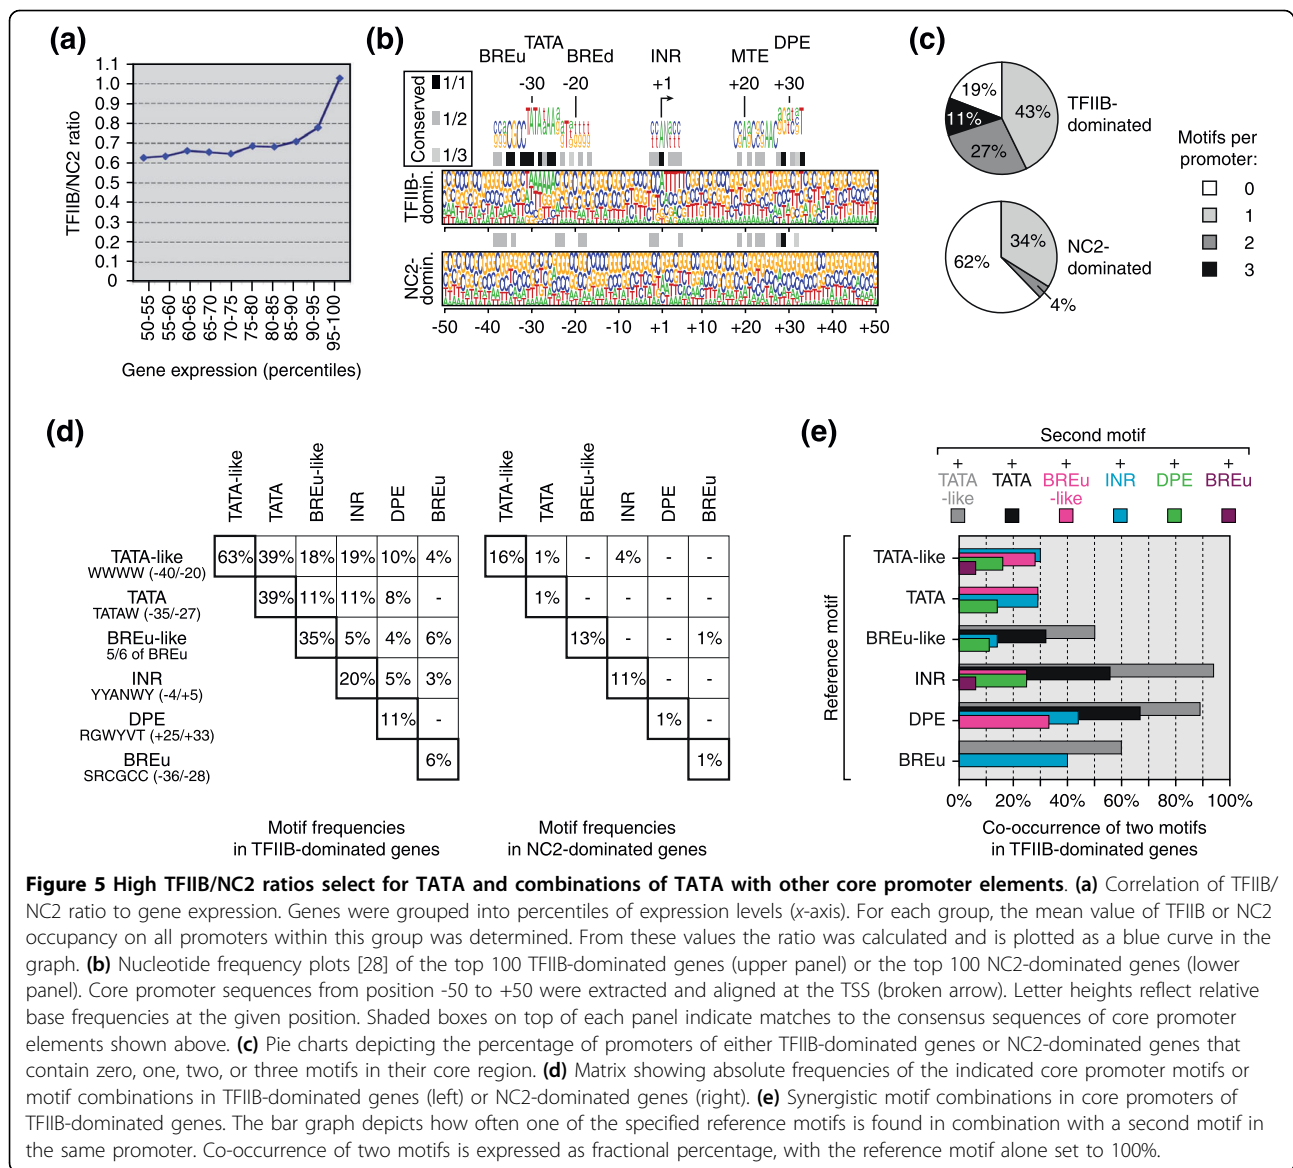 (a)
TFIIB/NC2 ratio
1.1
1.0
0.9
0.8
0.7
0.6
0.5
0.4
0.3
0.2
0.1
0
50-55
55-60
60-65
65-70
70-75
75-80
80-85
85-90
90-95
95-100
Gene expression (percentiles)
(b)
BREu TATA BREd INR MTE DPE
-30 -20 +1 +20 +30
Conserved
1/1
1/2
1/3
TFIIB-
domin.
NC2-
domin.
-50 -40 -30 -20 -10 +1 +10 +20 +30 +40 +50
(c)
19%
43%
11%
27%
TFIIB-
dominated
34%
62%
4%
NC2-
dominated
Motifs per
promoter:
0
1
2
3
(d)
TATA-like TATA BREu-like INR DPE BREu
TATA-like TATA BREu-like INR DPE BREu
TATA-like 63% 39% 18% 19% 10% 4% 16% 1% - 4% - -
WWWW (-40/-20)
TATA 39% 11% 11% 8% - 1% - - - -
TATAW (-35/-27)
BREu-like 35% 5% 4% 6% 13% - - 1%
5/6 of BREu
INR 20% 5% 3% 11% - -
YYANWY (-4/+5)
DPE 11% - 1% -
RGWYVT (+25/+33)
BREu 6% 1%
SRCGCC (-36/-28)
Motif frequencies
in TFIIB-dominated genes
Motif frequencies
in NC2-dominated genes
(e)
Second motif
+ + + + + +
TATA
-like
TATA
BREu
-like
INR
DPE
BREu
Reference motif
TATA-like
TATA
BREu-like
INR
DPE
BREu
0% 20% 40% 60% 80% 100%
Co-occurrence of two motifs
in TFIIB-dominated genes
Figure 5 High TFIIB/NC2 ratios select for TATA and combinations of TATA with other core promoter elements. (a) Correlation of TFIIB/
NC2 ratio to gene expression. Genes were grouped into percentiles of expression levels (x-axis). For each group, the mean value of TFIIB or NC2
occupancy on all promoters within this group was determined. From these values the ratio was calculated and is plotted as a blue curve in the
graph. (b) Nucleotide frequency plots [28] of the top 100 TFIIB-dominated genes (upper panel) or the top 100 NC2-dominated genes (lower
panel). Core promoter sequences from position -50 to +50 were extracted and aligned at the TSS (broken arrow). Letter heights reflect relative
base frequencies at the given position. Shaded boxes on top of each panel indicate matches to the consensus sequences of core promoter
elements shown above. (c) Pie charts depicting the percentage of promoters of either TFIIB-dominated genes or NC2-dominated genes that
contain zero, one, two, or three motifs in their core region. (d) Matrix showing absolute frequencies of the indicated core promoter motifs or
motif combinations in TFIIB-dominated genes (left) or NC2-dominated genes (right). (e) Synergistic motif combinations in core promoters of
TFIIB-dominated genes. The bar graph depicts how often one of the specified reference motifs is found in combination with a second motif in
the same promoter. Co-occurrence of two motifs is expressed as fractional percentage, with the reference motif alone set to 100%.